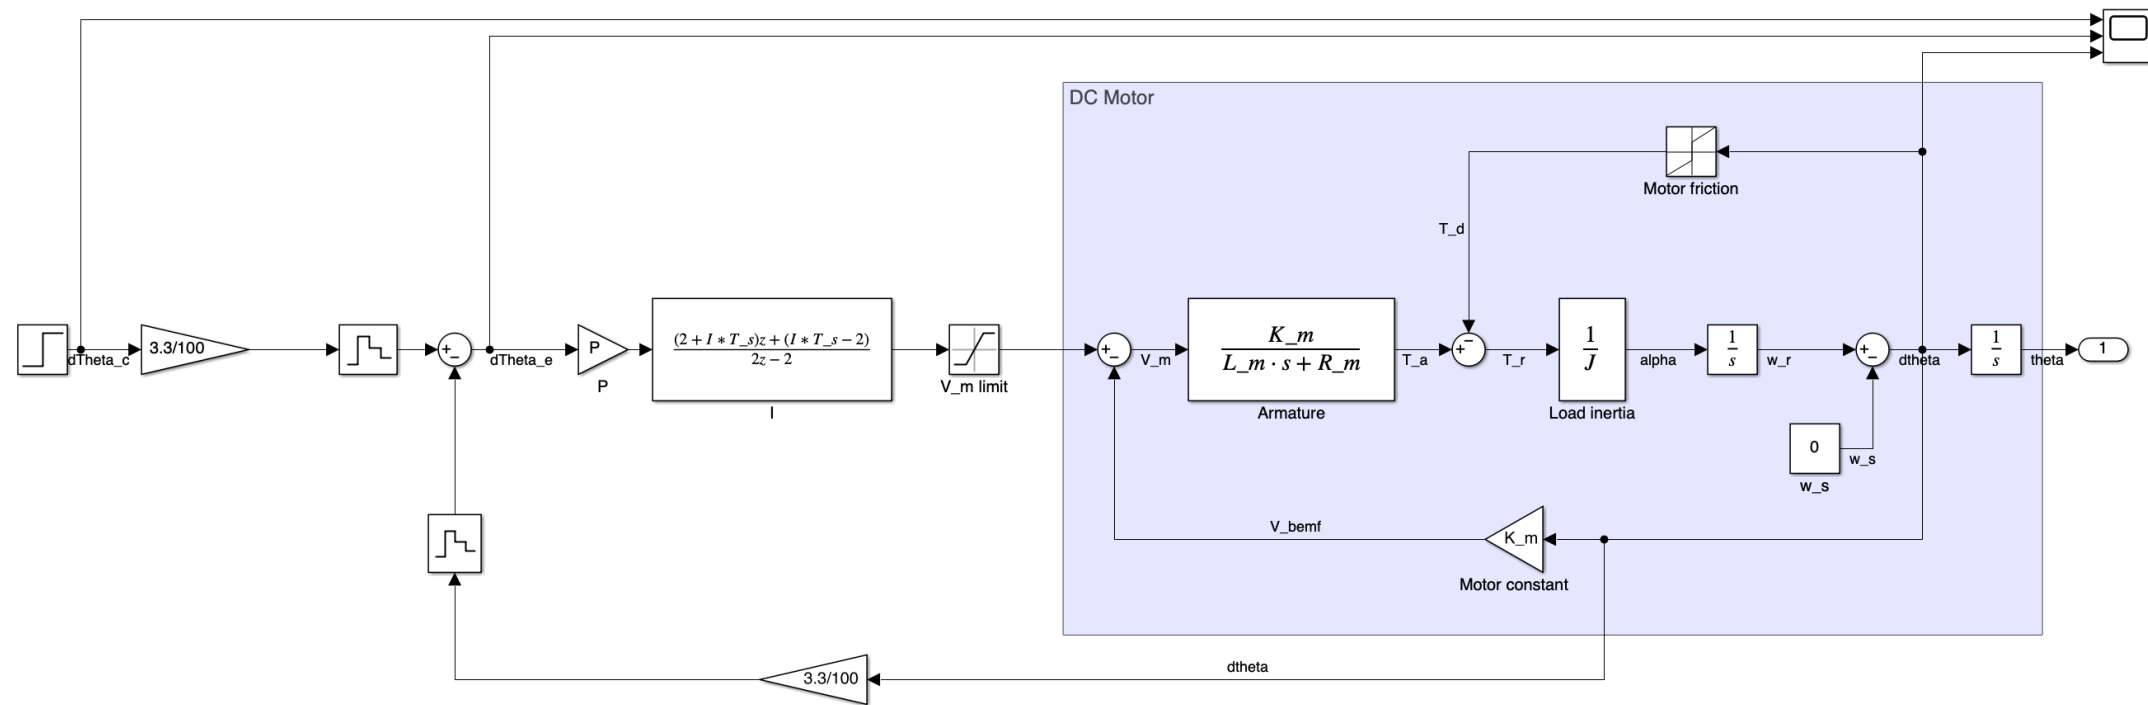 DC Motor
Motor friction
T_d
dTheta_c
3.3/100
+
−
dTheta_e
P
P
(2+I*T_s)z+(I*T_s-2)
2z-2
I
V_m limit
+
−
V_m
K_m
L_m·s+R_m
Armature
T_a
+
−
T_r
1
J
Load inertia
alpha
1
s
w_r
+
−
dtheta
1
s
theta
1
0
w_s
w_s
V_bemf
K_m
Motor constant
dtheta
3.3/100